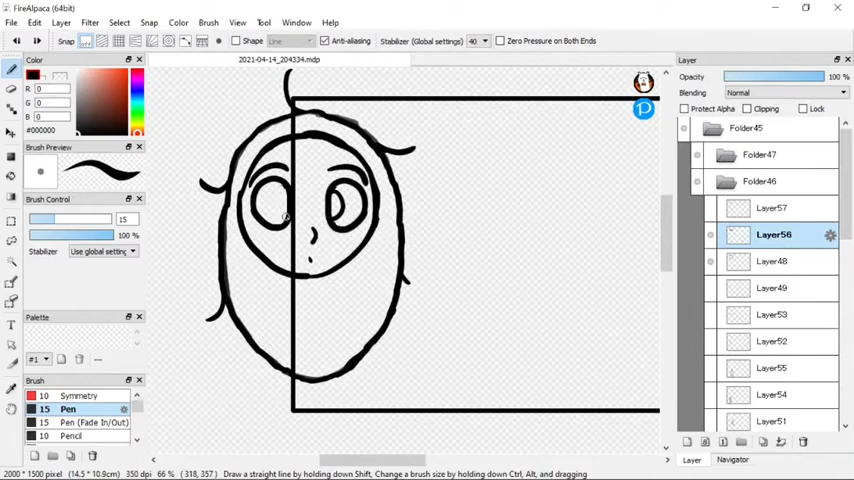 FireAlpaca (64bit)
File Edit Layer Filter Select Snap Color Brush View Tool Window Help
Snap off Shape Line Anti-aliasing Stabilizer (Global settings) 40 Zero Pressure on Both Ends
Color
2021-04-14_204334.mdp
Layer
R 0
G 0
B 0
#000000
Opacity 100 %
Blending Normal
Protect Alpha Clipping Lock
Brush Preview
Brush Control
15
100 %
Stabilizer Use global setting
Palette
#1 --
Brush
10 Symmetry
15 Pen
15 Pen (Fade In/Out)
10 Pencil
Folder45
Folder47
Folder46
Layer57
Layer56
Layer48
Layer49
Layer53
Layer52
Layer55
Layer54
Layer51
Layer Navigator
2000 * 1500 pixel (14.5 * 10.9cm) 350 dpi 66 % (318, 357) Draw a straight line by holding down Shift, Change a brush size by holding down Ctrl, Alt, and dragging